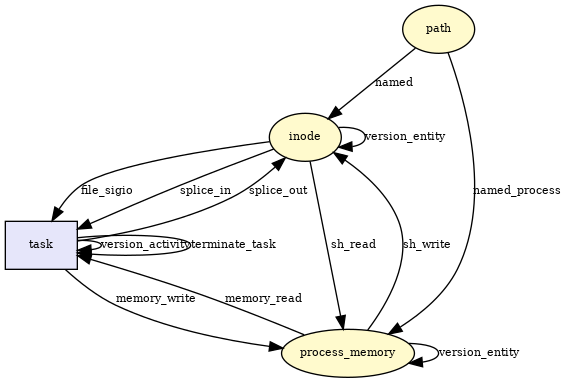 path
named
inode
version_entity
file_sigio
splice_in
splice_out
named_process
task
version_activity
terminate_task
sh_read
sh_write
memory_write
memory_read
process_memory
version_entity